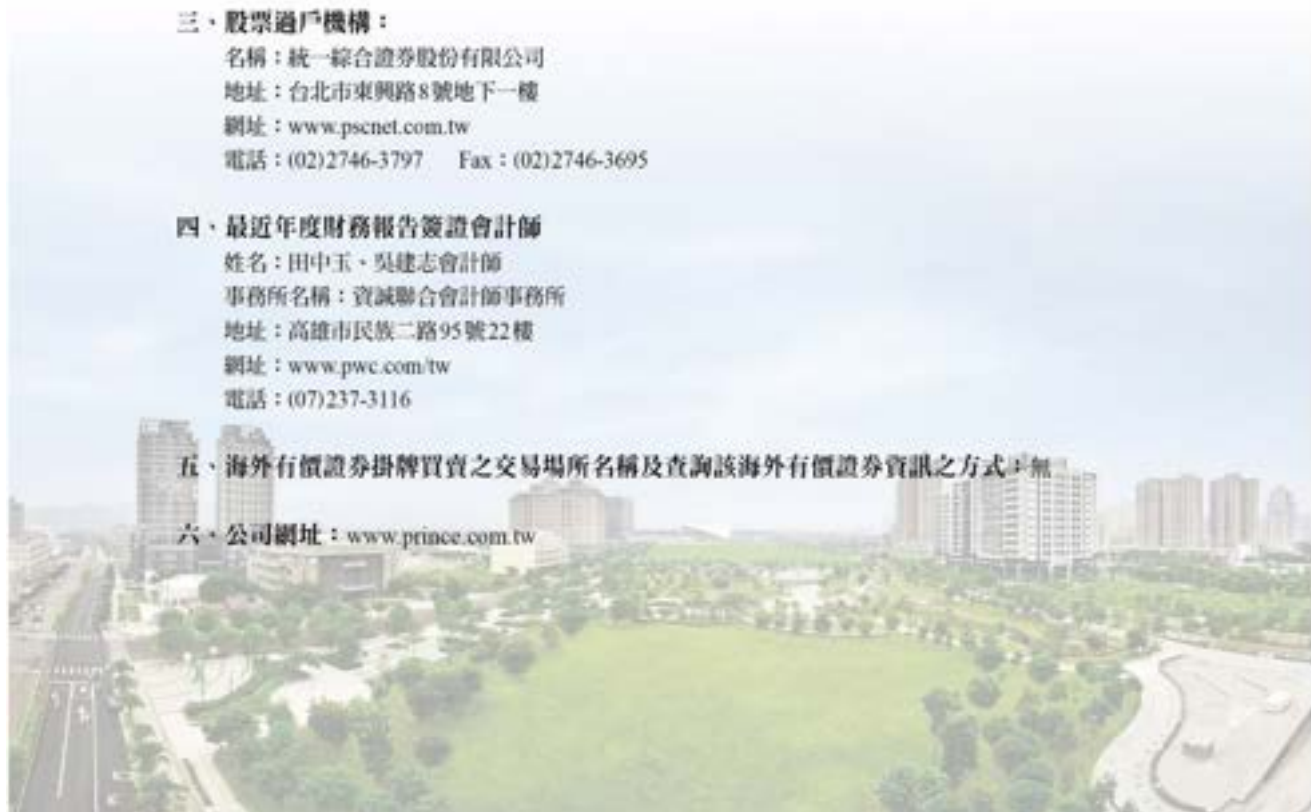 三、股票過戶機構：
名稱：統一綜合證券股份有限公司
地址：台北市東興路8號地下一樓
網址：www.pscnet.com.tw
電話：(02)2746-3797 Fax：(02)2746-3695
四、最近年度財務報告簽證會計師
姓名：田中玉、吳建志會計師
事務所名稱：資誠聯合會計師事務所
地址：高雄市民族二路95號22樓
網址：www.pwc.com/tw
電話：(07)237-3116
五、海外有價證券掛牌買賣之交易場所名稱及查詢該海外有價證券資訊之方式：無
六、公司網址：www.prince.com.tw